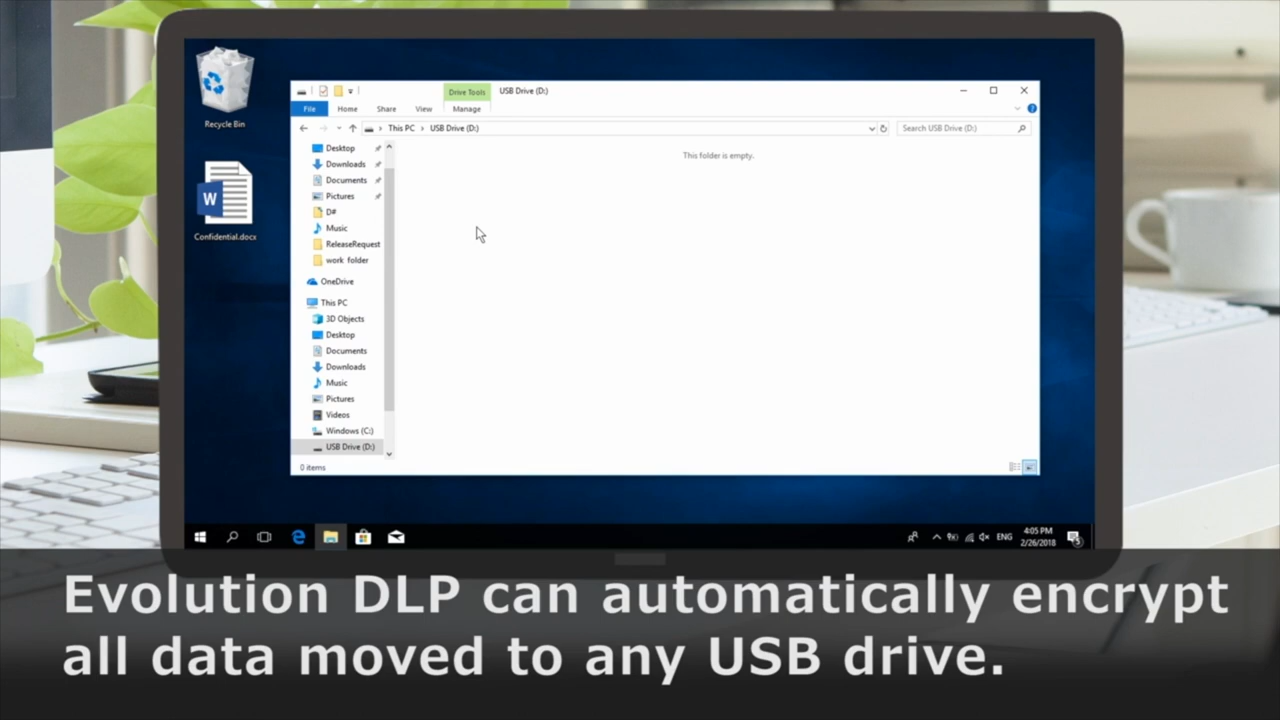 Recycle Bin
Confidential.docx
Drive Tools
USB Drive (D:)
File
Home
Share
View
Manage
This PC
USB Drive (D:)
Search USB Drive (D:)
This folder is empty.
Desktop
Downloads
Documents
Pictures
D#
Music
ReleaseRequest
work folder
OneDrive
This PC
3D Objects
Desktop
Documents
Downloads
Music
Pictures
Videos
Windows (C:)
USB Drive (D:)
0 items
ENG
4:05 PM
2/26/2018
Evolution DLP can automatically encrypt
all data moved to any USB drive.